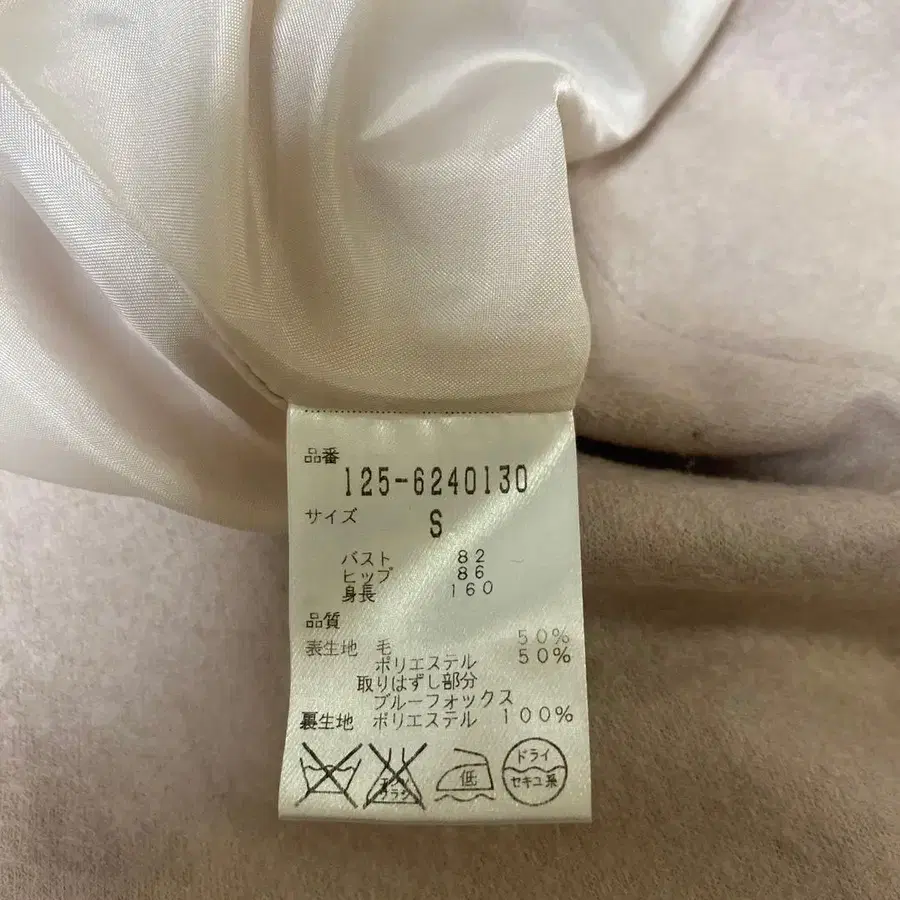 品番
125-6240130
サイズ S
バスト 82
ヒップ 86
身長 160
品質
表生地 毛 50%
ポリエステル 50%
取りはずし部分
ブルーフォックス
裏生地 ポリエステル 100%
低
ドライ
セキユ系